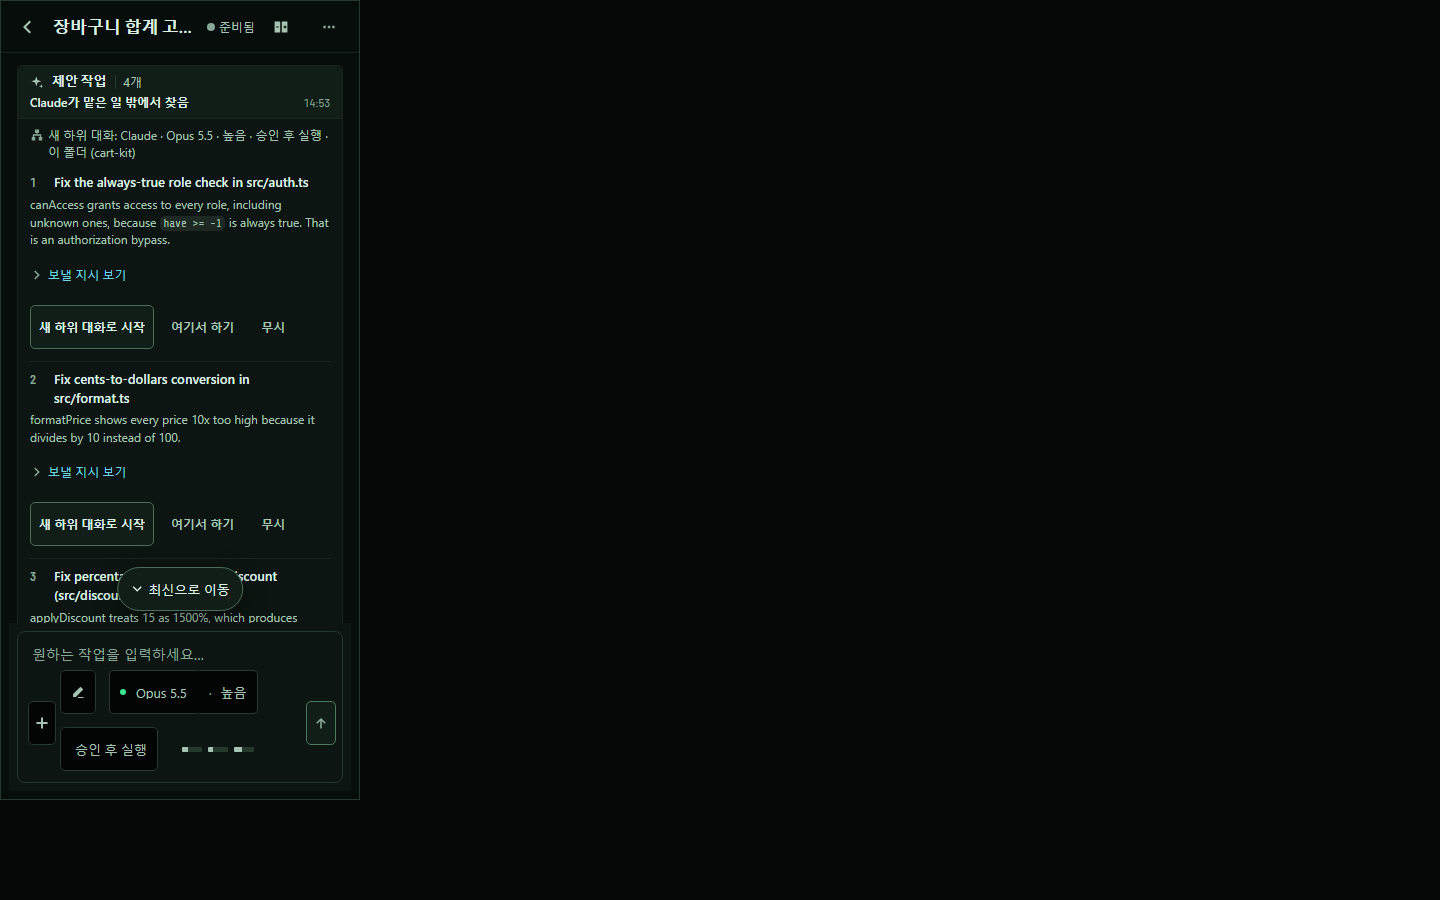 장바구니 합계 고... 준비됨
제안 작업 4개
Claude가 맡은 일 밖에서 찾음 14:53
새 하위 대화: Claude · Opus 5.5 · 높음 · 승인 후 실행 ·
이 폴더 (cart-kit)
1 Fix the always-true role check in src/auth.ts
canAccess grants access to every role, including
unknown ones, because have >= -1 is always true. That
is an authorization bypass.
보낼 지시 보기
새 하위 대화로 시작 여기서 하기 무시
2 Fix cents-to-dollars conversion in
src/format.ts
formatPrice shows every price 10x too high because it
divides by 10 instead of 100.
보낼 지시 보기
새 하위 대화로 시작 여기서 하기 무시
3 Fix
최신으로 이동
applyDiscount treats 15 as 1500%, which produces
원하는 작업을 입력하세요...
Opus 5.5 · 높음
승인 후 실행